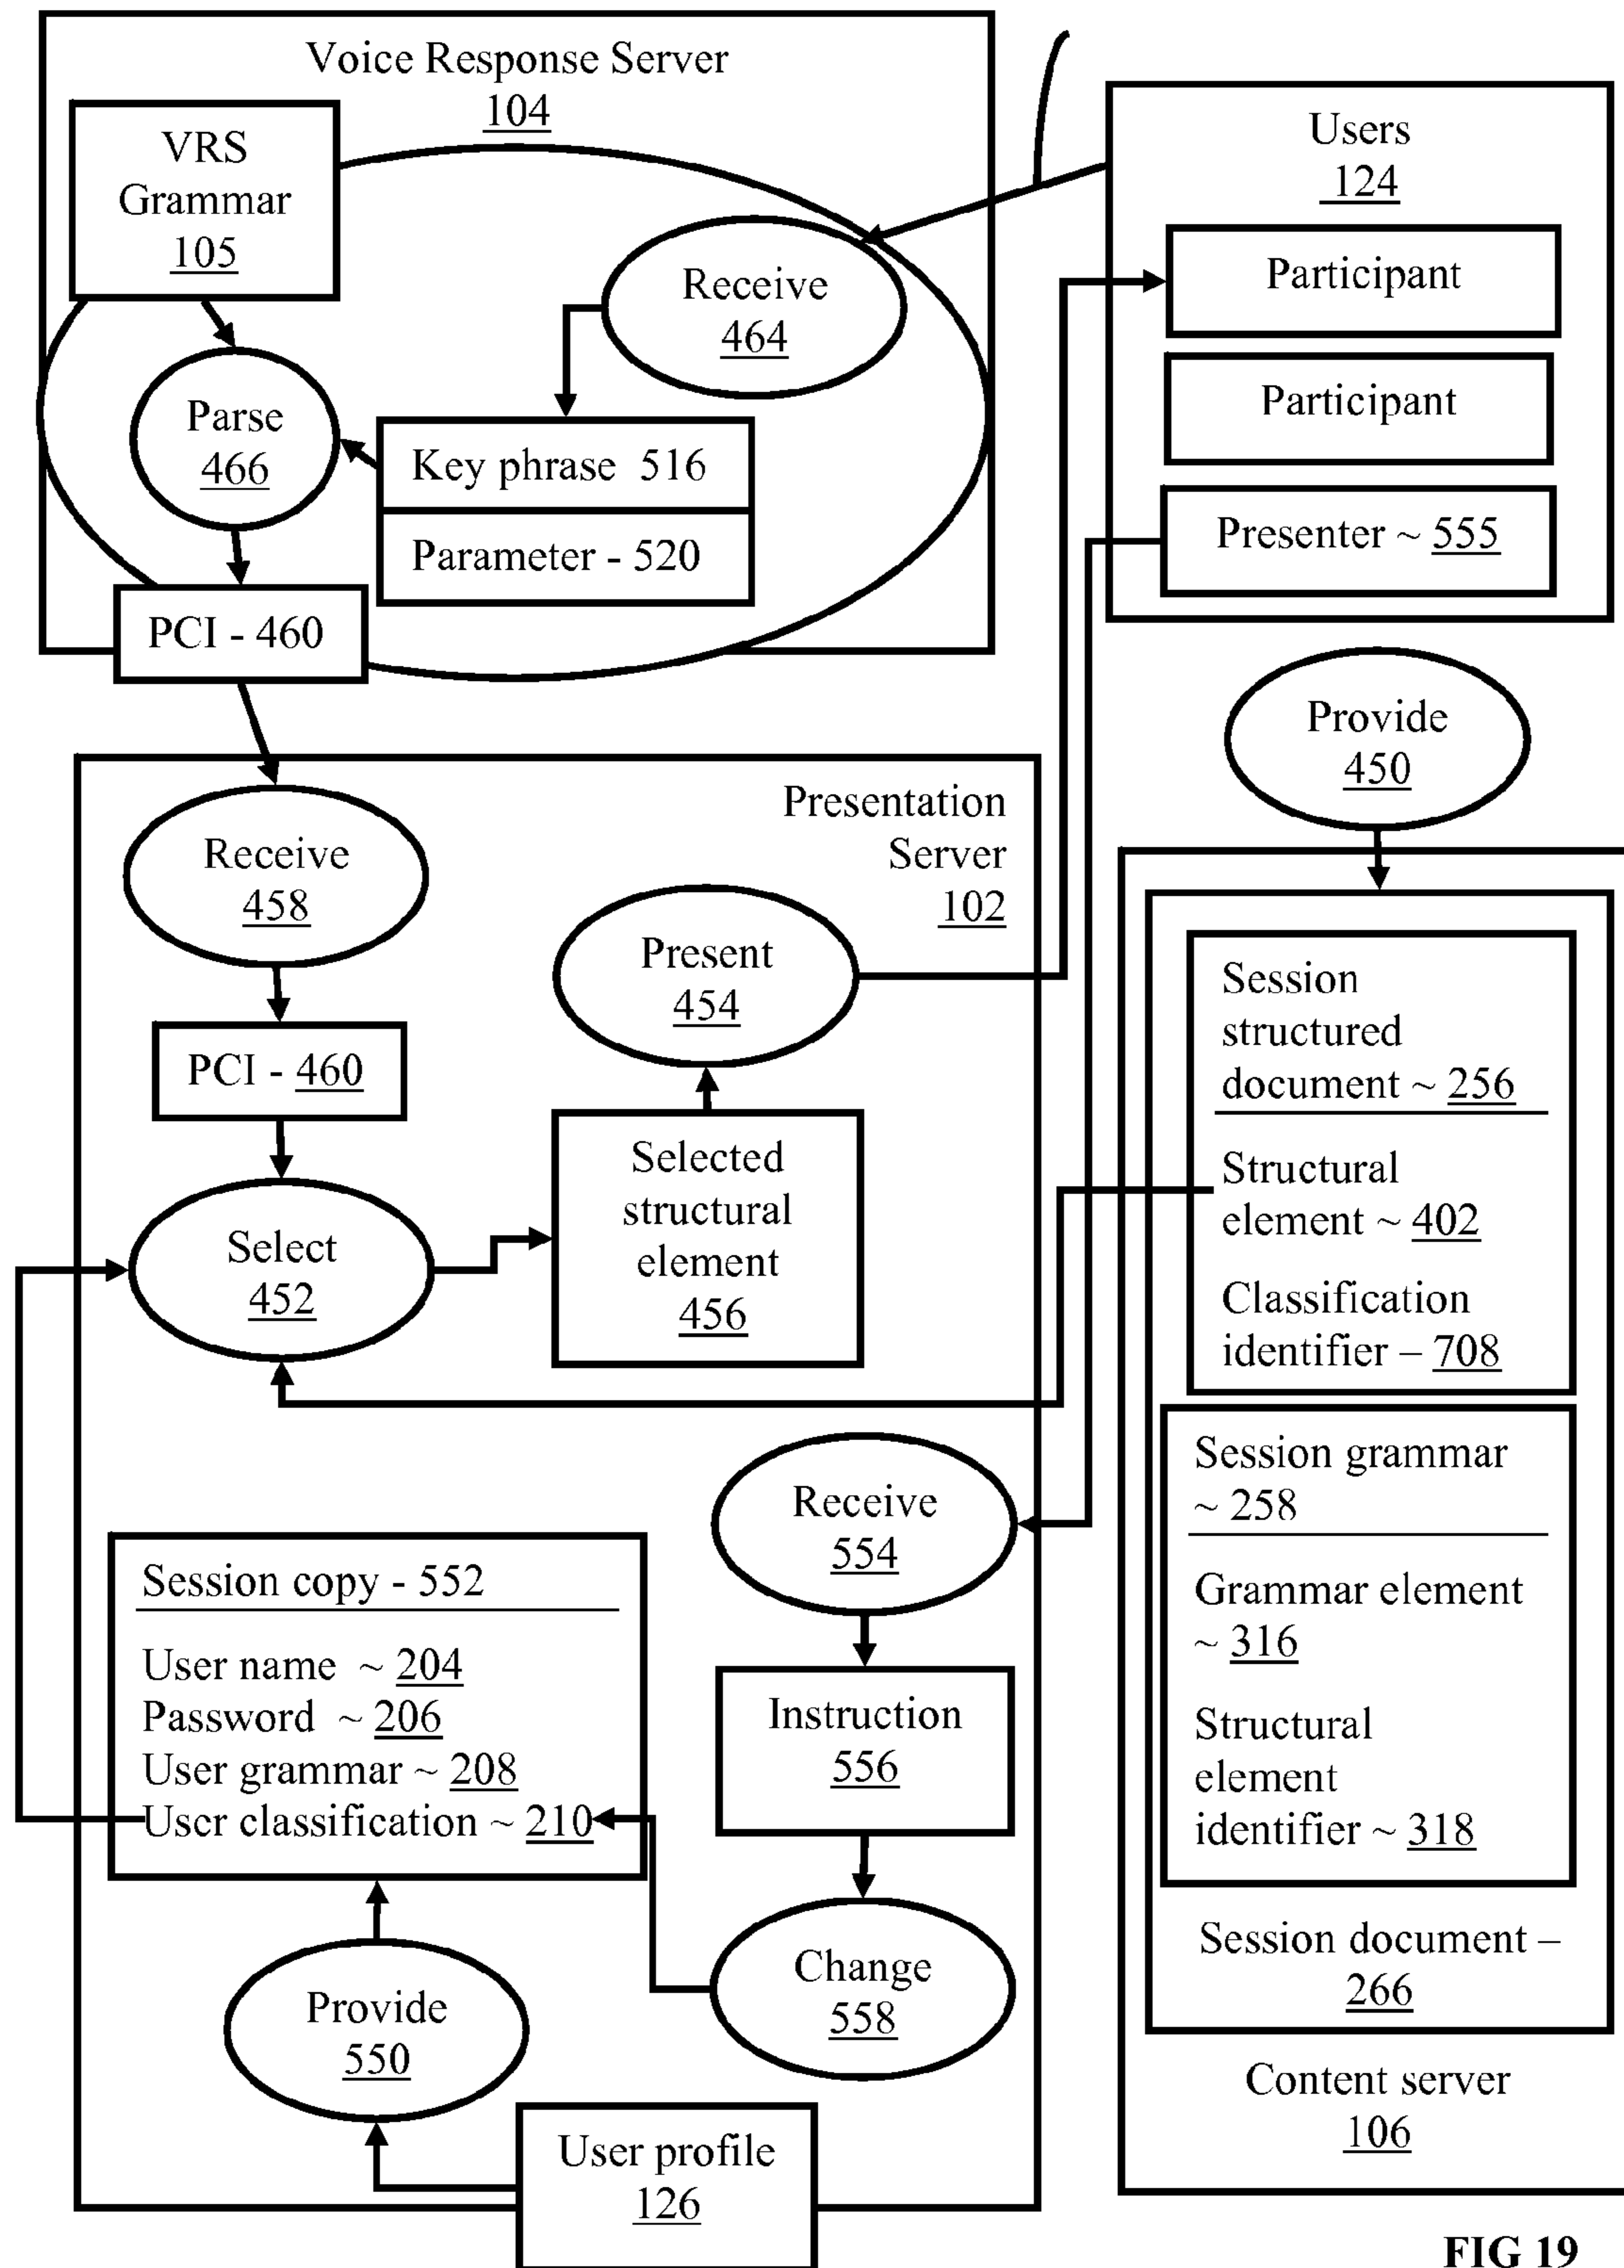 Voice Response Server
104
VRS
Grammar
105
Receive
464
Parse
466
Key phrase 516
Parameter - 520
PCI - 460
Users
124
Participant
Participant
Presenter ~ 555
Provide
450
Presentation
Server
102
Receive
458
PCI - 460
Select
452
Present
454
Selected
structural
element
456
Session
structured
document ~ 256
Structural
element ~ 402
Classification
identifier – 708
Session grammar
~ 258
Grammar element
~ 316
Structural
element
identifier ~ 318
Session document –
266
Content server
106
Receive
554
Instruction
556
Change
558
Session copy - 552
User name ~ 204
Password ~ 206
User grammar ~ 208
User classification ~ 210
Provide
550
User profile
126
FIG 19